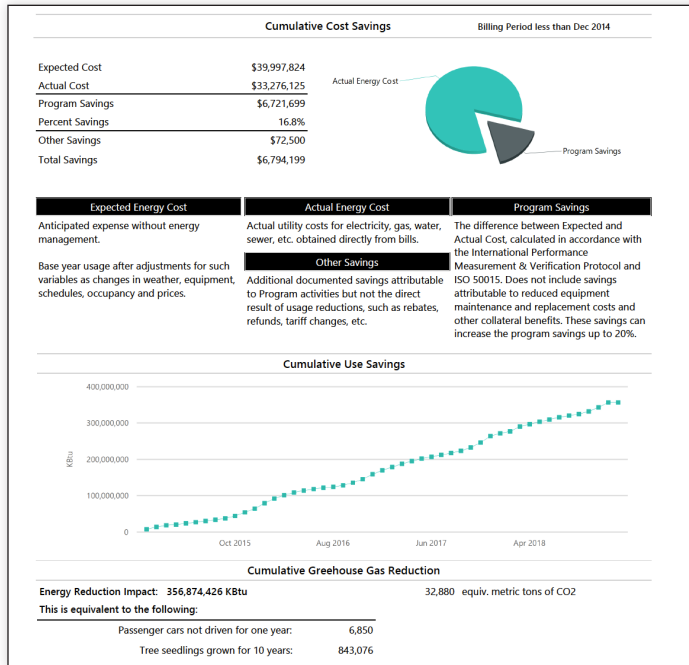 Cumulative Cost Savings
Billing Period less than Dec 2014
Expected Cost $39,997,824
Actual Cost $33,276,125
Program Savings $6,721,699
Percent Savings 16.8%
Other Savings $72,500
Total Savings $6,794,199
Actual Energy Cost
Program Savings
Expected Energy Cost
Anticipated expense without energy
management.
Base year usage after adjustments for such
variables as changes in weather, equipment,
schedules, occupancy and prices.
Actual Energy Cost
Actual utility costs for electricity, gas, water,
sewer, etc. obtained directly from bills.
Other Savings
Additional documented savings attributable
to Program activities but not the direct
result of usage reductions, such as rebates,
refunds, tariff changes, etc.
Program Savings
The difference between Expected and
Actual Cost, calculated in accordance with
the International Performance
Measurement & Verification Protocol and
ISO 50015. Does not include savings
attributable to reduced equipment
maintenance and replacement costs and
other collateral benefits. These savings can
increase the program savings up to 20%.
Cumulative Use Savings
400,000,000
300,000,000
200,000,000
100,000,000
0
KBtu
Oct 2015 Aug 2016 Jun 2017 Apr 2018
Cumulative Greehouse Gas Reduction
Energy Reduction Impact: 356,874,426 KBtu
32,880 equiv. metric tons of CO2
This is equivalent to the following:
Passenger cars not driven for one year: 6,850
Tree seedlings grown for 10 years: 843,076